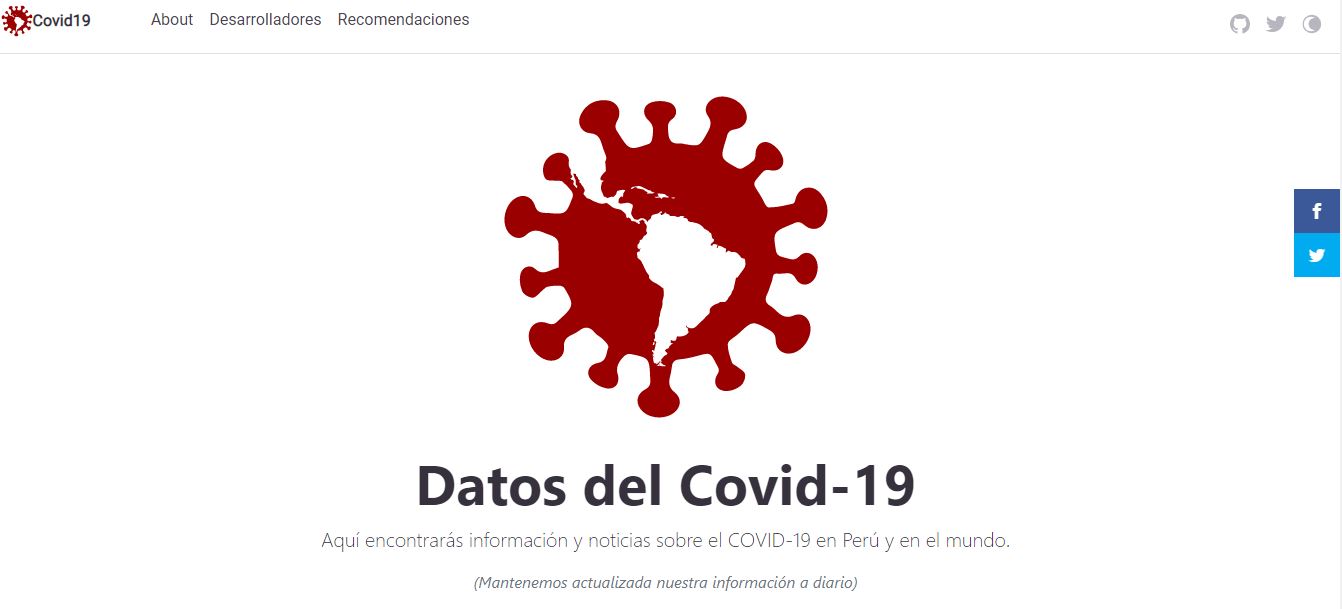 Covid19 About Desarrolladores Recomendaciones
Datos del Covid-19
Aquí encontrarás información y noticias sobre el COVID-19 en Perú y en el mundo.
(Mantenemos actualizada nuestra información a diario)